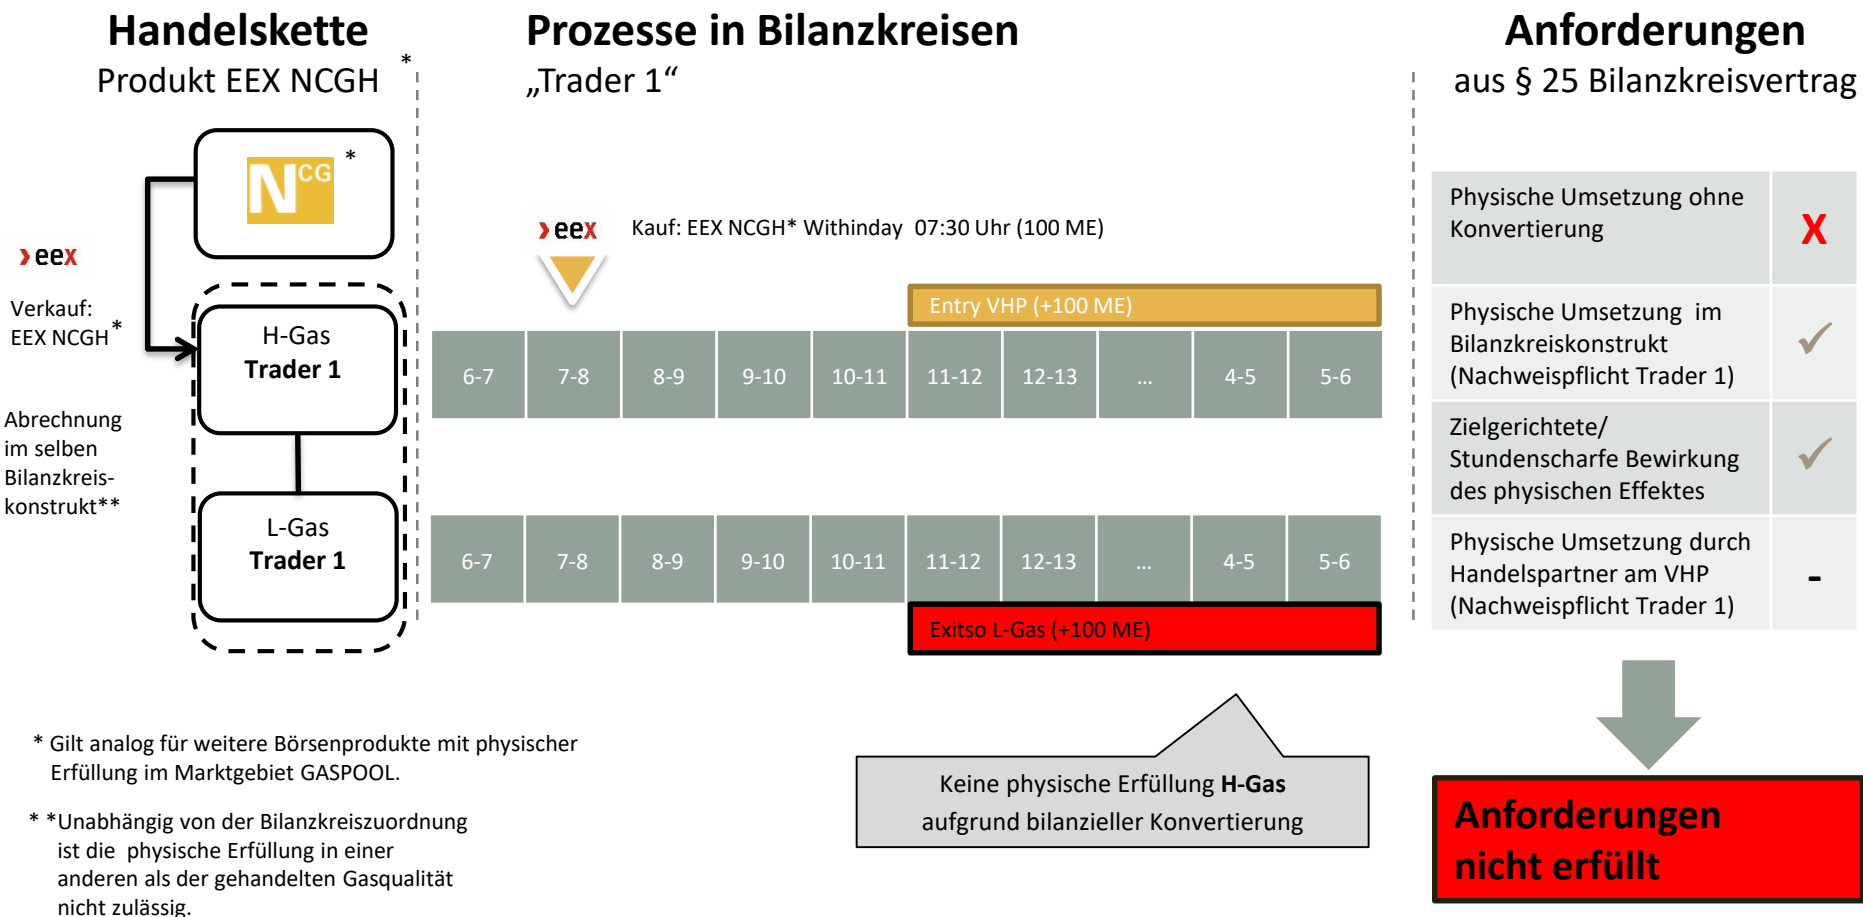 Handelskette
Produkt EEX NCGH *
Prozesse in Bilanzkreisen
„Trader 1“
Anforderungen
aus § 25 Bilanzkreisvertrag
NCG *
eex
Verkauf:
EEX NCGH*
H-Gas
Trader 1
Abrechnung
im selben
Bilanzkreis-
konstrukt**
L-Gas
Trader 1
eex
Kauf: EEX NCGH* Withinday 07:30 Uhr (100 ME)
Entry VHP (+100 ME)
6-7 7-8 8-9 9-10 10-11 11-12 12-13 ... 4-5 5-6
6-7 7-8 8-9 9-10 10-11 11-12 12-13 ... 4-5 5-6
Exitso L-Gas (+100 ME)
Keine physische Erfüllung H-Gas
aufgrund bilanzieller Konvertierung
Physische Umsetzung ohne
Konvertierung
X
Physische Umsetzung im
Bilanzkreiskonstrukt
(Nachweispflicht Trader 1)
✓
Zielgerichtete/
Stundenscharfe Bewirkung
des physischen Effektes
✓
Physische Umsetzung durch
Handelspartner am VHP
(Nachweispflicht Trader 1)
-
Anforderungen
nicht erfüllt
* Gilt analog für weitere Börsenprodukte mit physischer
Erfüllung im Marktgebiet GASPOOL.
* *Unabhängig von der Bilanzkreiszuordnung
ist die physische Erfüllung in einer
anderen als der gehandelten Gasqualität
nicht zulässig.